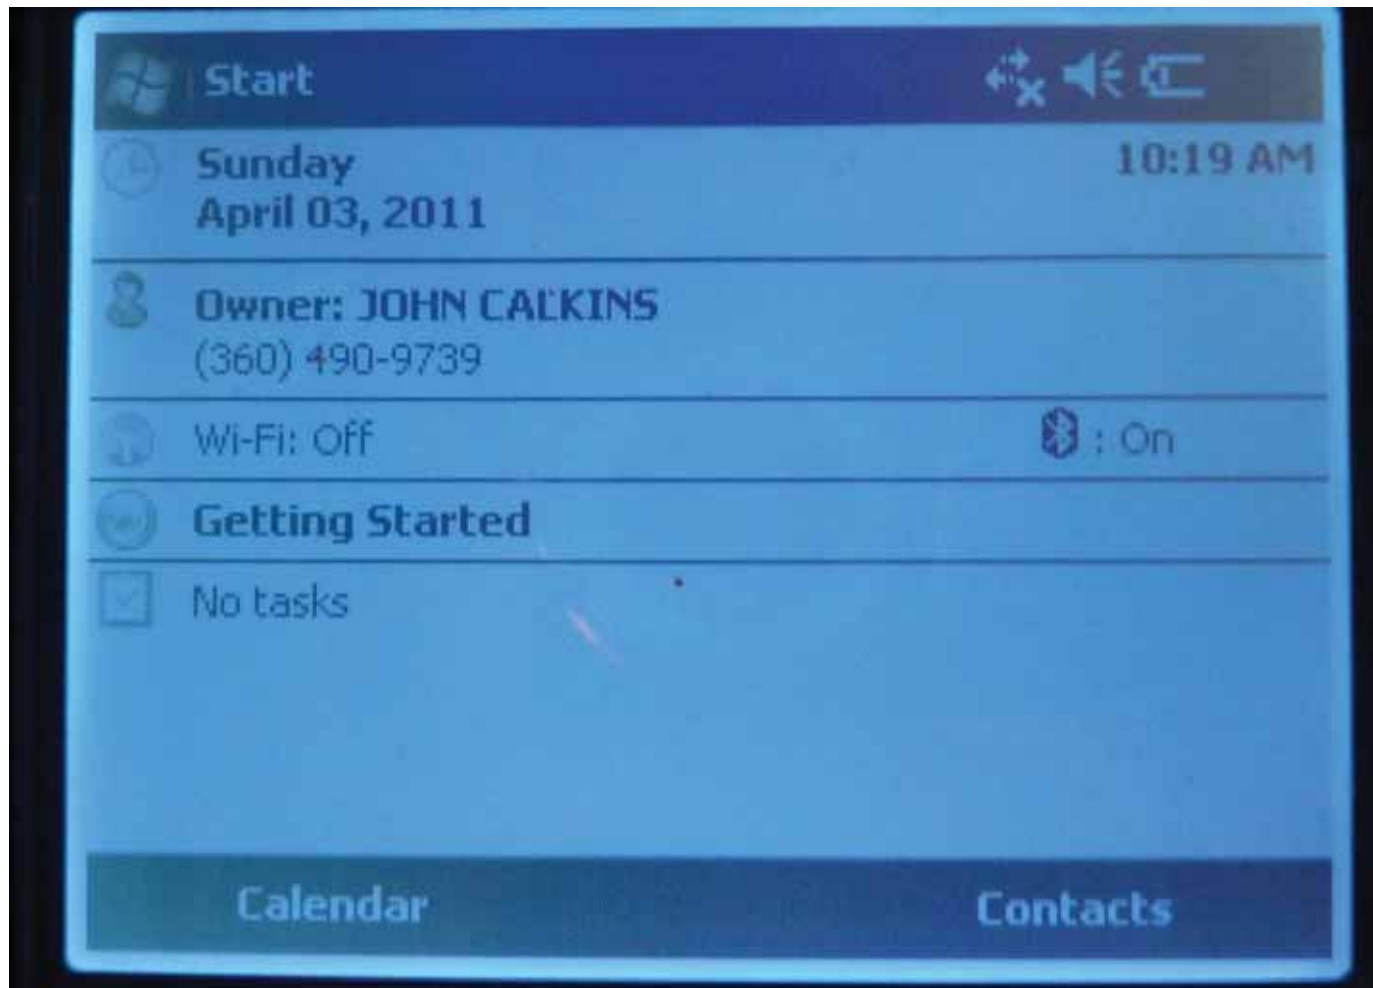 Start
Sunday
10:19 AM
April 03, 2011
Owner: JOHN CALKINS
(360) 490-9739
Wi-Fi: Off
: On
Getting Started
No tasks
Calendar
Contacts